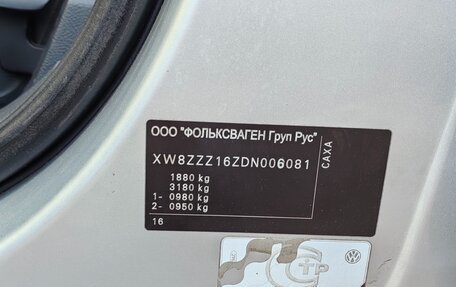 ООО "ФОЛЬКСВАГЕН Груп Рус"
XW8ZZZ16ZDN006081
1880 kg
3180 kg
1- 0980 kg
2- 0950 kg
16
CAXA